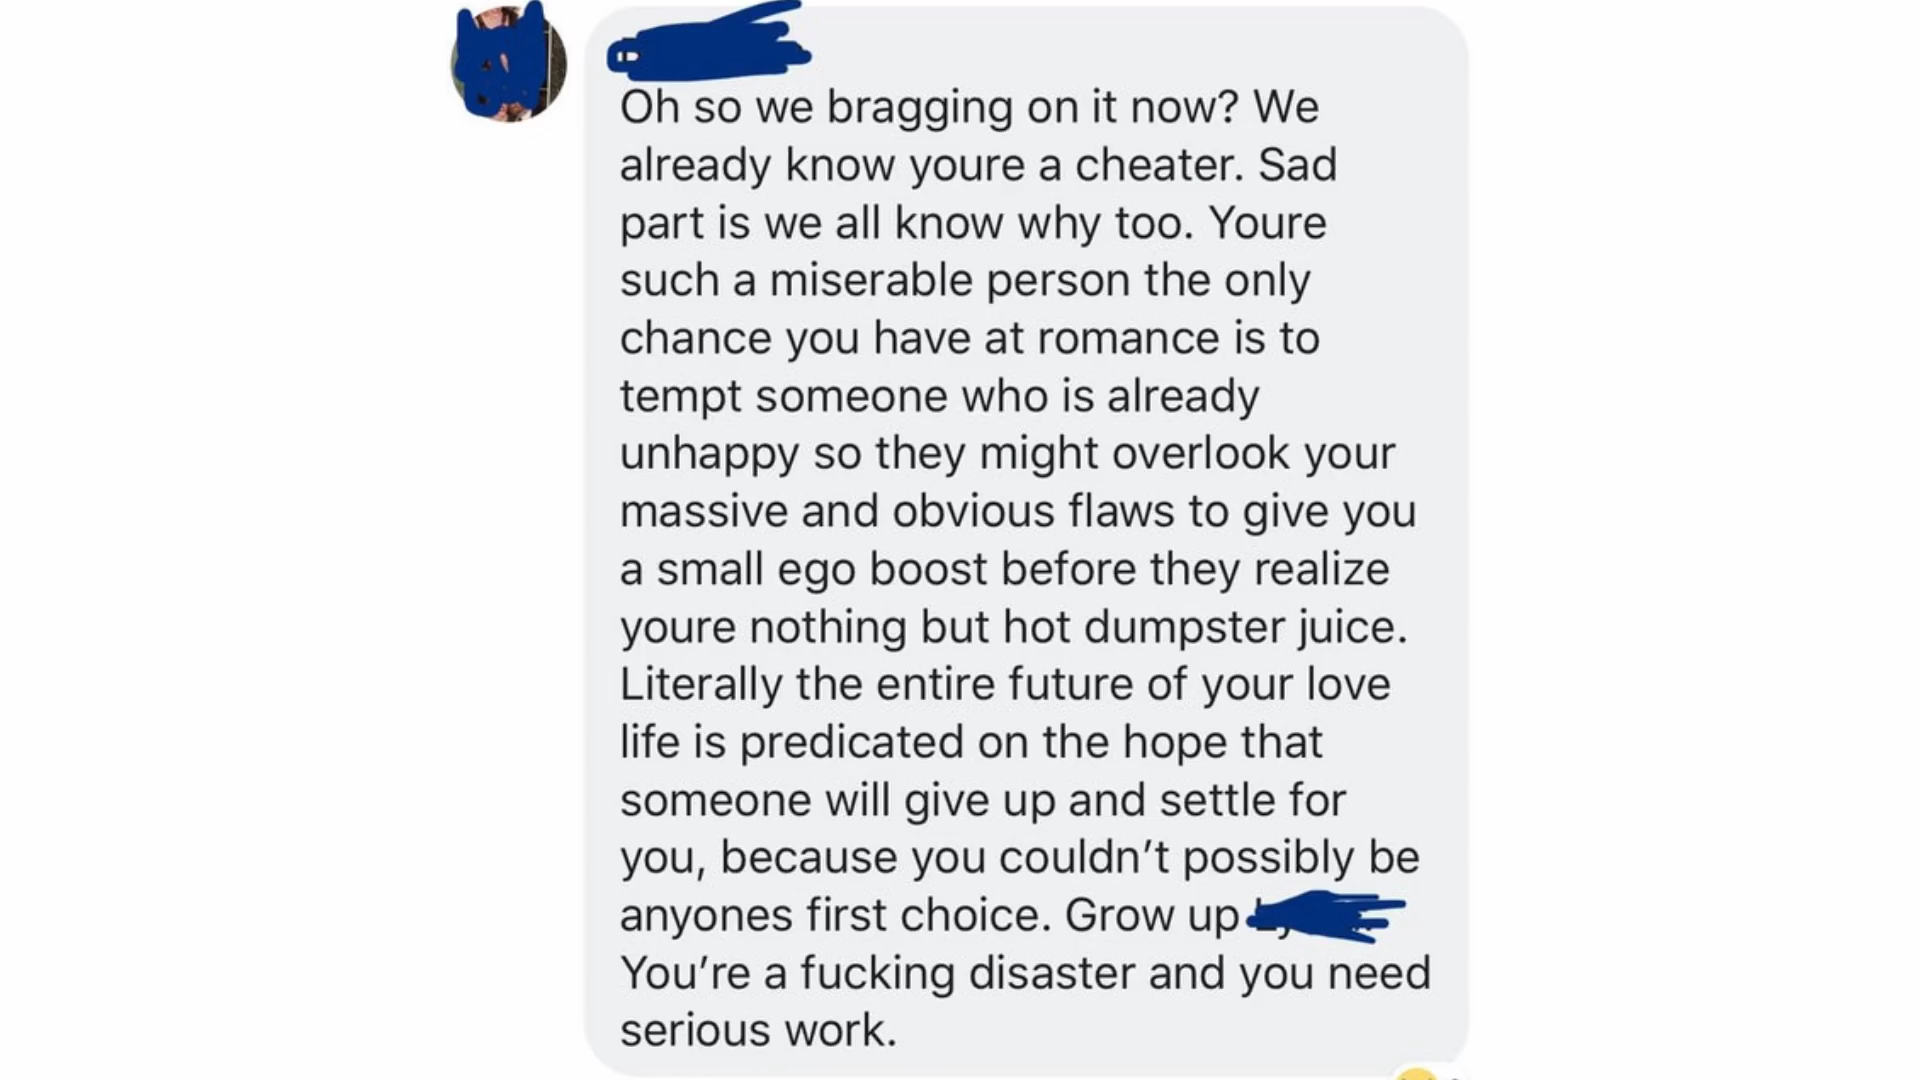 Oh so we bragging on it now? We
already know youre a cheater. Sad
part is we all know why too. Youre
such a miserable person the only
chance you have at romance is to
tempt someone who is already
unhappy so they might overlook your
massive and obvious flaws to give you
a small ego boost before they realize
youre nothing but hot dumpster juice.
Literally the entire future of your love
life is predicated on the hope that
someone will give up and settle for
you, because you couldn’t possibly be
anyones first choice. Grow up
You’re a fucking disaster and you need
serious work.